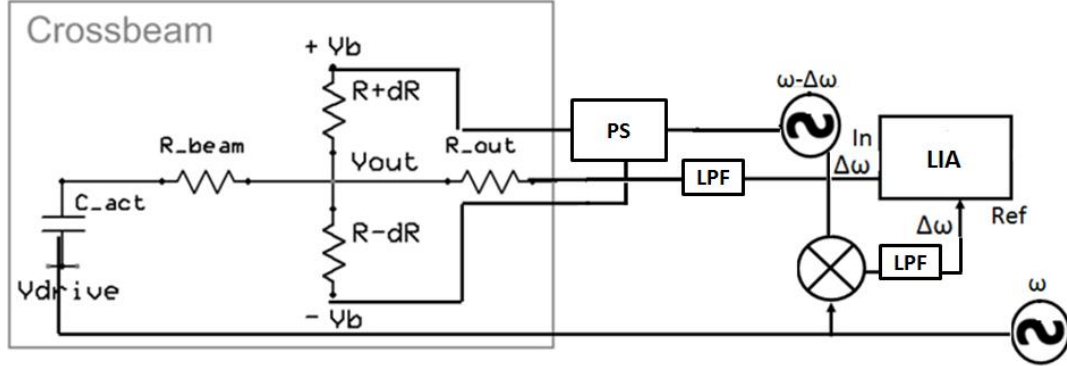 Crossbeam
+ Vb
R+dR
ω-Δω
PS
R_beam
Vout
R_out
In
LIA
LPF
Δω
C_act
R-dR
Δω
Ref
LPF
Vdrive
- Vb
ω